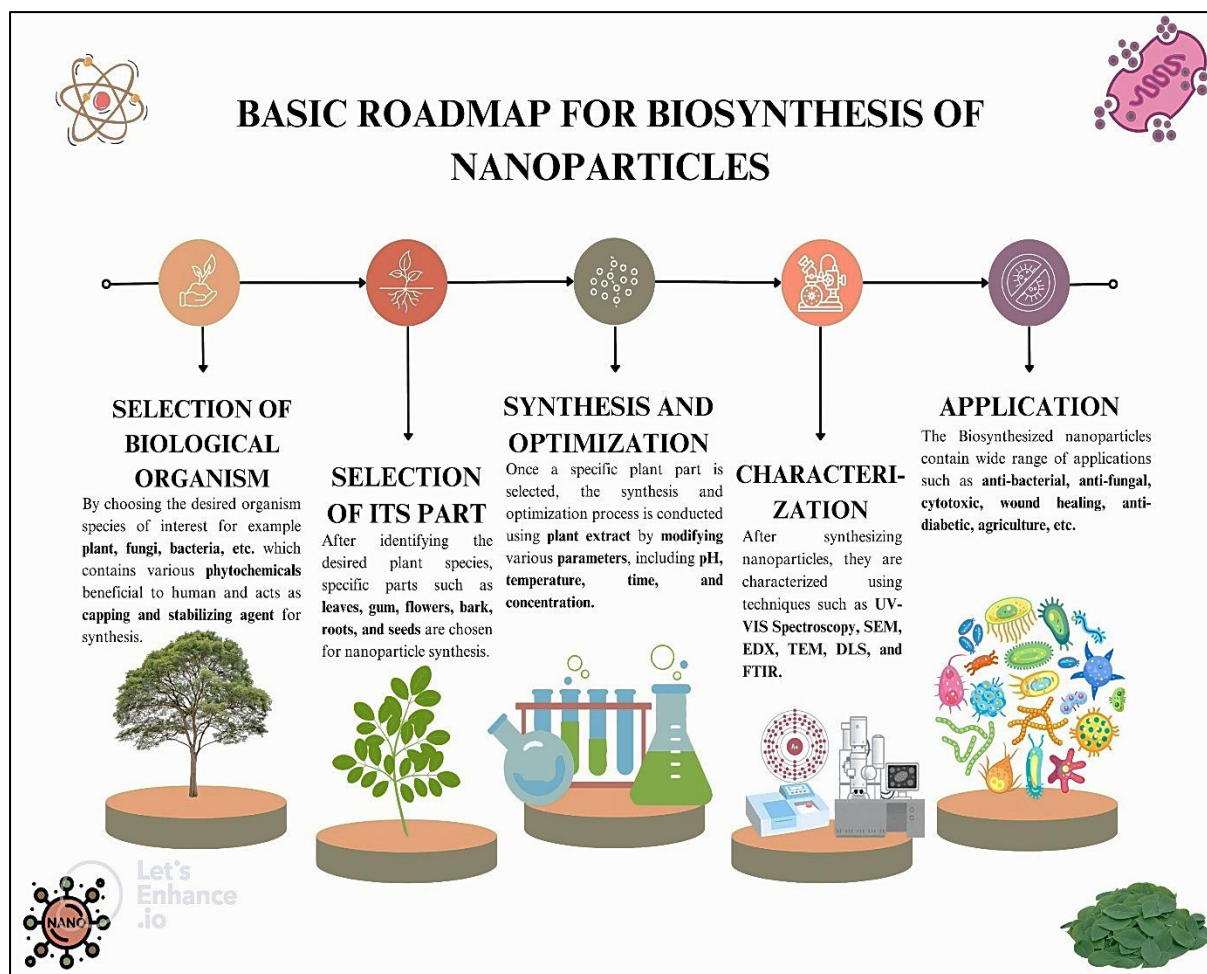 BASIC ROADMAP FOR BIOSYNTHESIS OF
NANOPARTICLES
SELECTION OF
BIOLOGICAL
ORGANISM
By choosing the desired organism
species of interest for example
plant, fungi, bacteria, etc. which
contains various phytochemicals
beneficial to human and acts as
capping and stabilizing agent for
synthesis.
SELECTION
OF ITS PART
After identifying the
desired plant species,
specific parts such as
leaves, gum, flowers, bark,
roots, and seeds are chosen
for nanoparticle synthesis.
SYNTHESIS AND
OPTIMIZATION
Once a specific plant part is
selected, the synthesis and
optimization process is conducted
using plant extract by modifying
various parameters, including pH,
temperature, time, and
concentration.
CHARACTERI-
ZATION
After synthesizing
nanoparticles, they are
characterized using
techniques such as UV-
VIS Spectroscopy, SEM,
EDX, TEM, DLS, and
FTIR.
APPLICATION
The Biosynthesized nanoparticles
contain wide range of applications
such as anti-bacterial, anti-fungal,
cytotoxic, wound healing, anti-
diabetic, agriculture, etc.
Let's
Enhance
.io
NANO